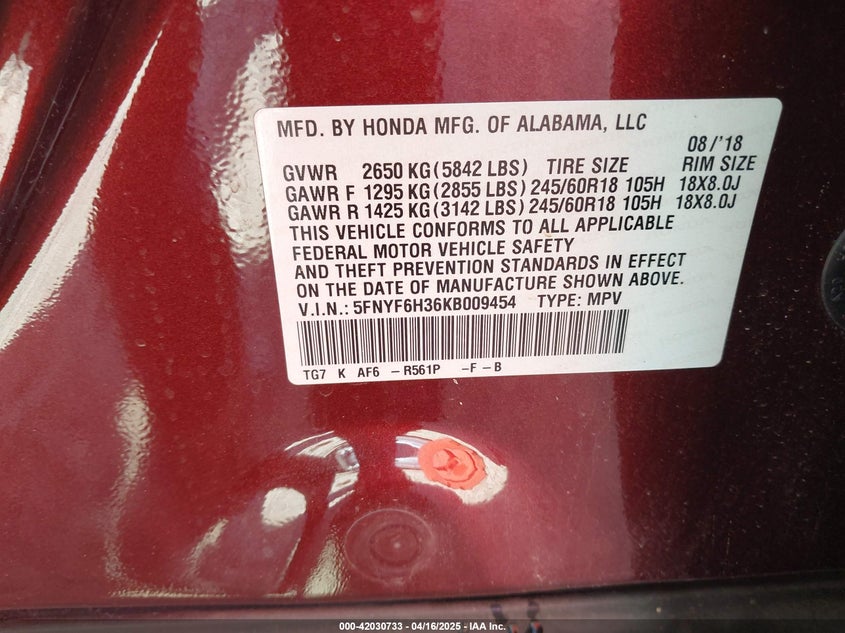 MFD. BY HONDA MFG. OF ALABAMA, LLC
08/'18
GVWR 2650 KG(5842 LBS) TIRE SIZE RIM SIZE
GAWR F 1295 KG(2855 LBS) 245/60R18 105H 18X8.0J
GAWR R 1425 KG(3142 LBS) 245/60R18 105H 18X8.0J
THIS VEHICLE CONFORMS TO ALL APPLICABLE
FEDERAL MOTOR VEHICLE SAFETY
AND THEFT PREVENTION STANDARDS IN EFFECT
ON THE DATE OF MANUFACTURE SHOWN ABOVE.
V.I.N.: 5FNYF6H36KB009454 TYPE: MPV
TG7 K AF6 – R561P –F – B
000-42030733 - 04/16/2025 - IAA Inc.